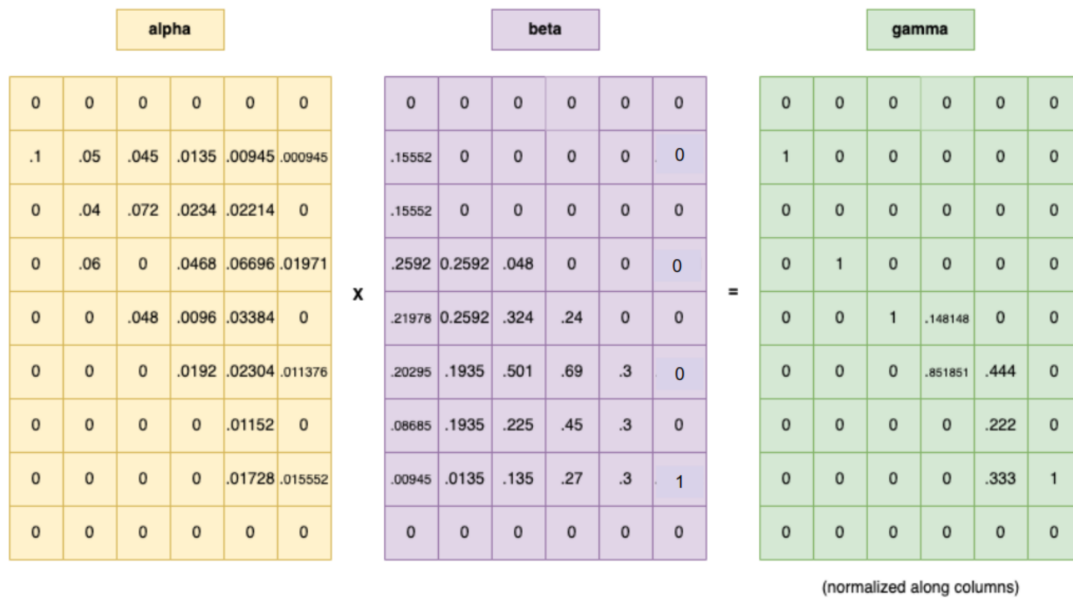 alpha beta gamma
0 0 0 0 0 0 0 0 0 0 0 0 0 0 0 0 0 0
.1 .05 .045 .0135 .00945 .000945 .15552 0 0 0 0 0 1 0 0 0 0 0
0 .04 .072 .0234 .02214 0 .15552 0 0 0 0 0 0 0 0 0 0 0
0 .06 0 .0468 .06696 .01971 .2592 0.2592 .048 0 0 0 0 1 0 0 0 0
x =
0 0 .048 .0096 .03384 0 .21978 0.2592 .324 .24 0 0 0 0 1 .148148 0 0
0 0 0 .0192 .02304 .011376 .20295 .1935 .501 .69 .3 0 0 0 0 .851851 .444 0
0 0 0 0 .01152 0 .08685 .1935 .225 .45 .3 0 0 0 0 0 .222 0
0 0 0 0 .01728 .015552 .00945 .0135 .135 .27 .3 1 0 0 0 0 .333 1
0 0 0 0 0 0 0 0 0 0 0 0 0 0 0 0 0 0
(normalized along columns)